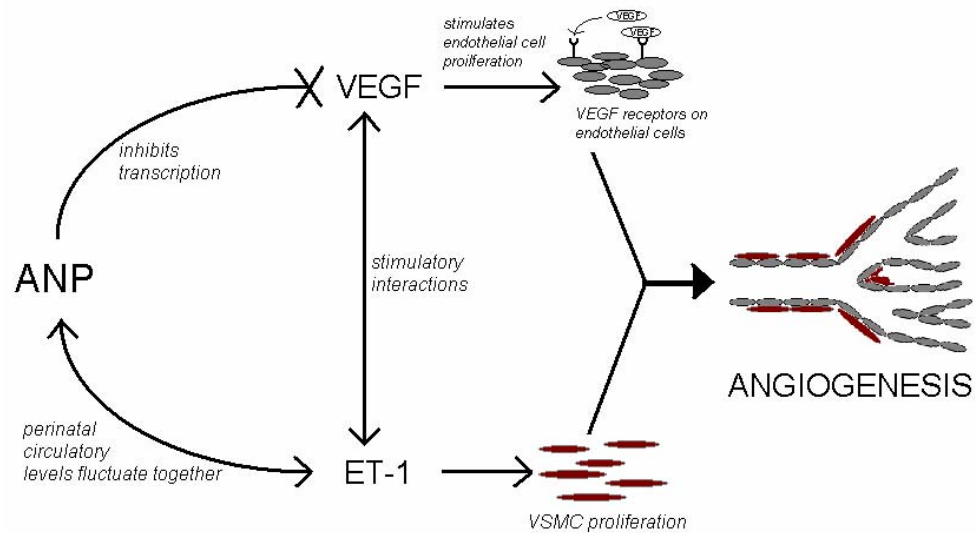 stimulates
endothelial cell
proilferation
VEGF
VEGF
VEGF
VEGF receptors on
endothelial cells
inhibits
transcription
ANP
stimulatory
interactions
ANGIOGENESIS
perinatal
circulatory
levels fluctuate together
ET-1
VSMC proliferation